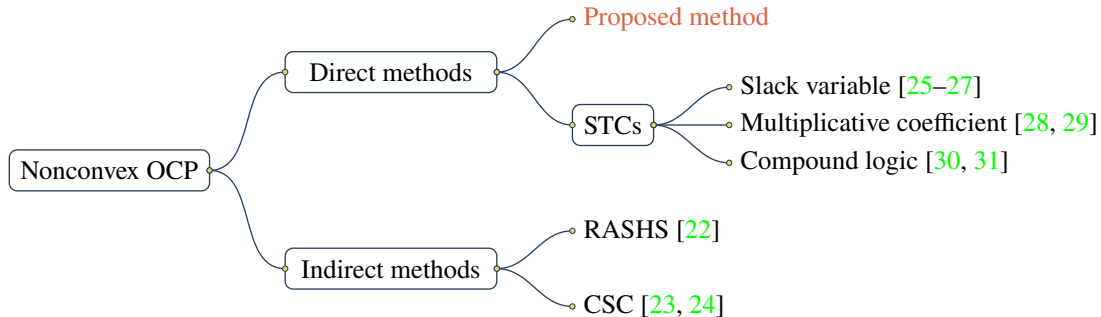 Proposed method
Direct methods
Slack variable [25–27]
STCs
Multiplicative coefficient [28, 29]
Compound logic [30, 31]
Nonconvex OCP
RASHS [22]
Indirect methods
CSC [23, 24]